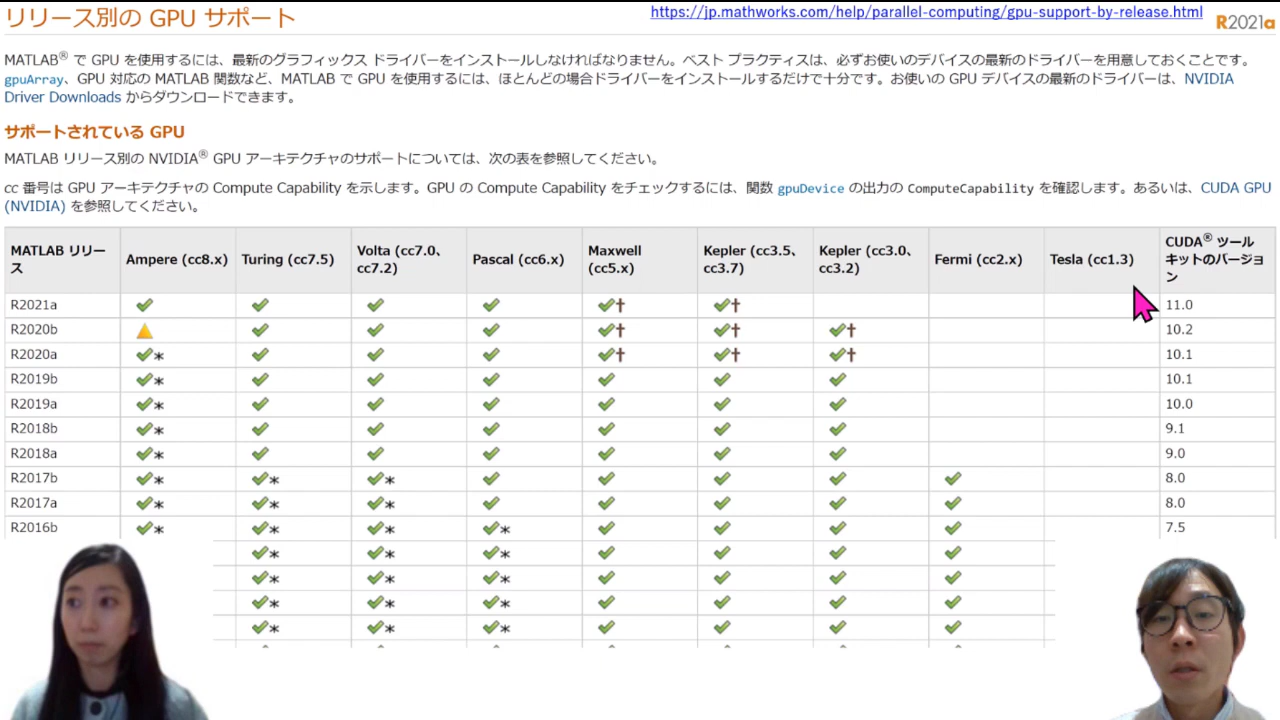 リリース別の GPU サポート
https://jp.mathworks.com/help/parallel-computing/gpu-support-by-release.html
R2021a
MATLAB® で GPU を使用するには、最新のグラフィックス ドライバーをインストールしなければなりません。ベスト プラクティスは、必ずお使いのデバイスの最新のドライバーを用意しておくことです。
gpuArray、GPU 対応の MATLAB 関数など、MATLAB で GPU を使用するには、ほとんどの場合ドライバーをインストールするだけで十分です。お使いの GPU デバイスの最新のドライバーは、NVIDIA
Driver Downloads からダウンロードできます。
サポートされている GPU
MATLAB リリース別の NVIDIA® GPU アーキテクチャのサポートについては、次の表を参照してください。
cc 番号は GPU アーキテクチャの Compute Capability を示します。GPU の Compute Capability をチェックするには、関数 gpuDevice の出力の ComputeCapability を確認します。あるいは、CUDA GPU
(NVIDIA) を参照してください。
MATLAB リリー
ス
Ampere (cc8.x)
Turing (cc7.5)
Volta (cc7.0、
cc7.2)
Pascal (cc6.x)
Maxwell
(cc5.x)
Kepler (cc3.5、
cc3.7)
Kepler (cc3.0、
cc3.2)
Fermi (cc2.x)
Tesla (cc1.3)
CUDA® ツール
キットのバージョ
ン
R2021a ✔ ✔ ✔ ✔ ✔† ✔† 11.0
R2020b ✔ ✔ ✔ ✔† ✔† ✔† 10.2
R2020a ✔* ✔ ✔ ✔ ✔† ✔† ✔† 10.1
R2019b ✔* ✔ ✔ ✔ ✔ ✔ ✔ 10.1
R2019a ✔* ✔ ✔ ✔ ✔ ✔ ✔ 10.0
R2018b ✔* ✔ ✔ ✔ ✔ ✔ ✔ 9.1
R2018a ✔* ✔ ✔ ✔ ✔ ✔ ✔ 9.0
R2017b ✔* ✔* ✔* ✔ ✔ ✔ ✔ ✔ 8.0
R2017a ✔* ✔* ✔* ✔ ✔ ✔ ✔ ✔ 8.0
R2016b ✔* ✔* ✔* ✔* ✔ ✔ ✔ ✔ 7.5
✔* ✔* ✔* ✔ ✔ ✔ ✔
✔* ✔* ✔* ✔ ✔ ✔ ✔
✔* ✔* ✔* ✔ ✔ ✔ ✔
✔* ✔* ✔* ✔ ✔ ✔ ✔